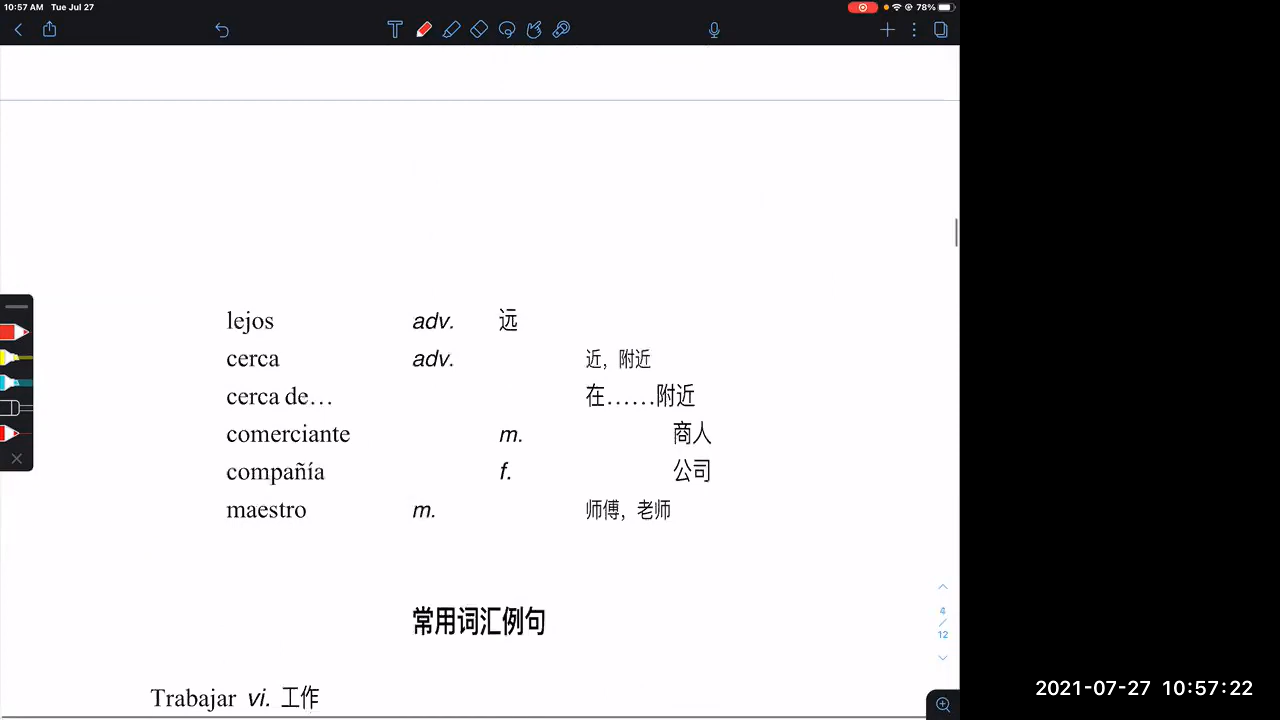 10:57 AM Tue Jul 27
78%
lejos adv. 远
cerca adv. 近，附近
cerca de… 在……附近
comerciante m. 商人
compañía f. 公司
maestro m. 师傅，老师
常用词汇例句
4
/
12
Trabajar vi. 工作
2021-07-27 10:57:22